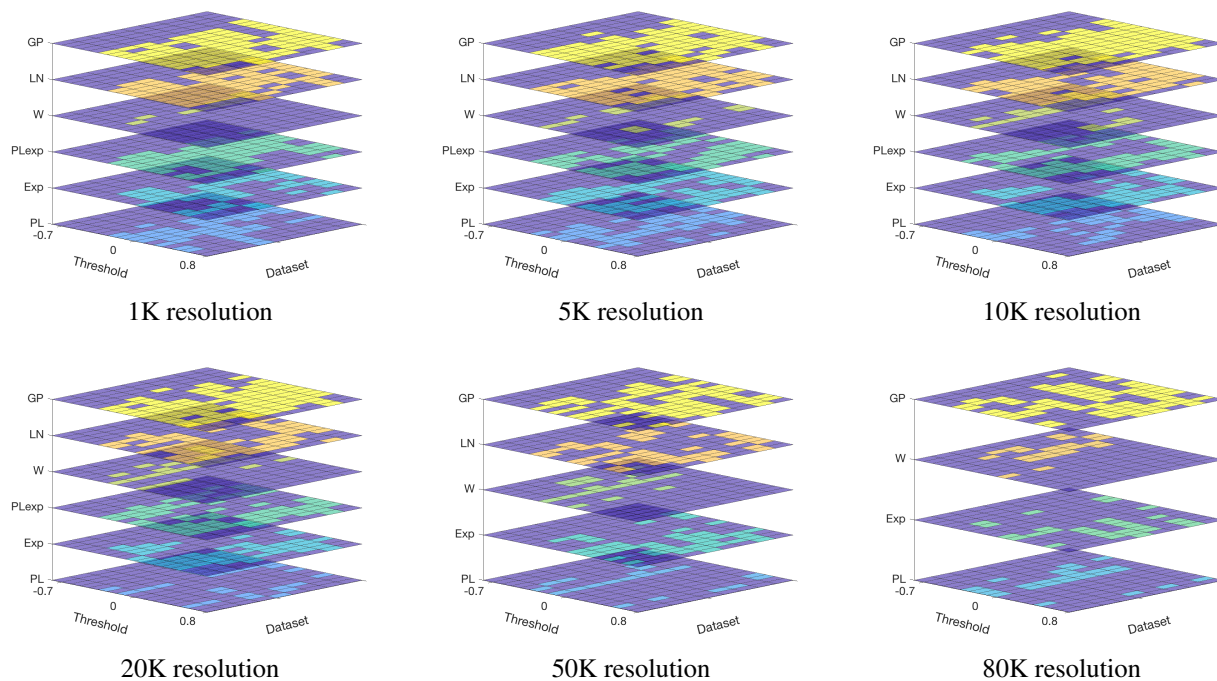 GP
LN
W
PLexp
Exp
PL
-0.7
0
0.8
Threshold
Dataset
1K resolution
GP
LN
W
PLexp
Exp
PL
-0.7
0
0.8
Threshold
Dataset
5K resolution
GP
LN
W
PLexp
Exp
PL
-0.7
0
0.8
Threshold
Dataset
10K resolution
GP
LN
W
PLexp
Exp
PL
-0.7
0
0.8
Threshold
Dataset
20K resolution
GP
LN
W
Exp
PL
-0.7
0
0.8
Threshold
Dataset
50K resolution
GP
W
Exp
PL
-0.7
0
0.8
Threshold
Dataset
80K resolution